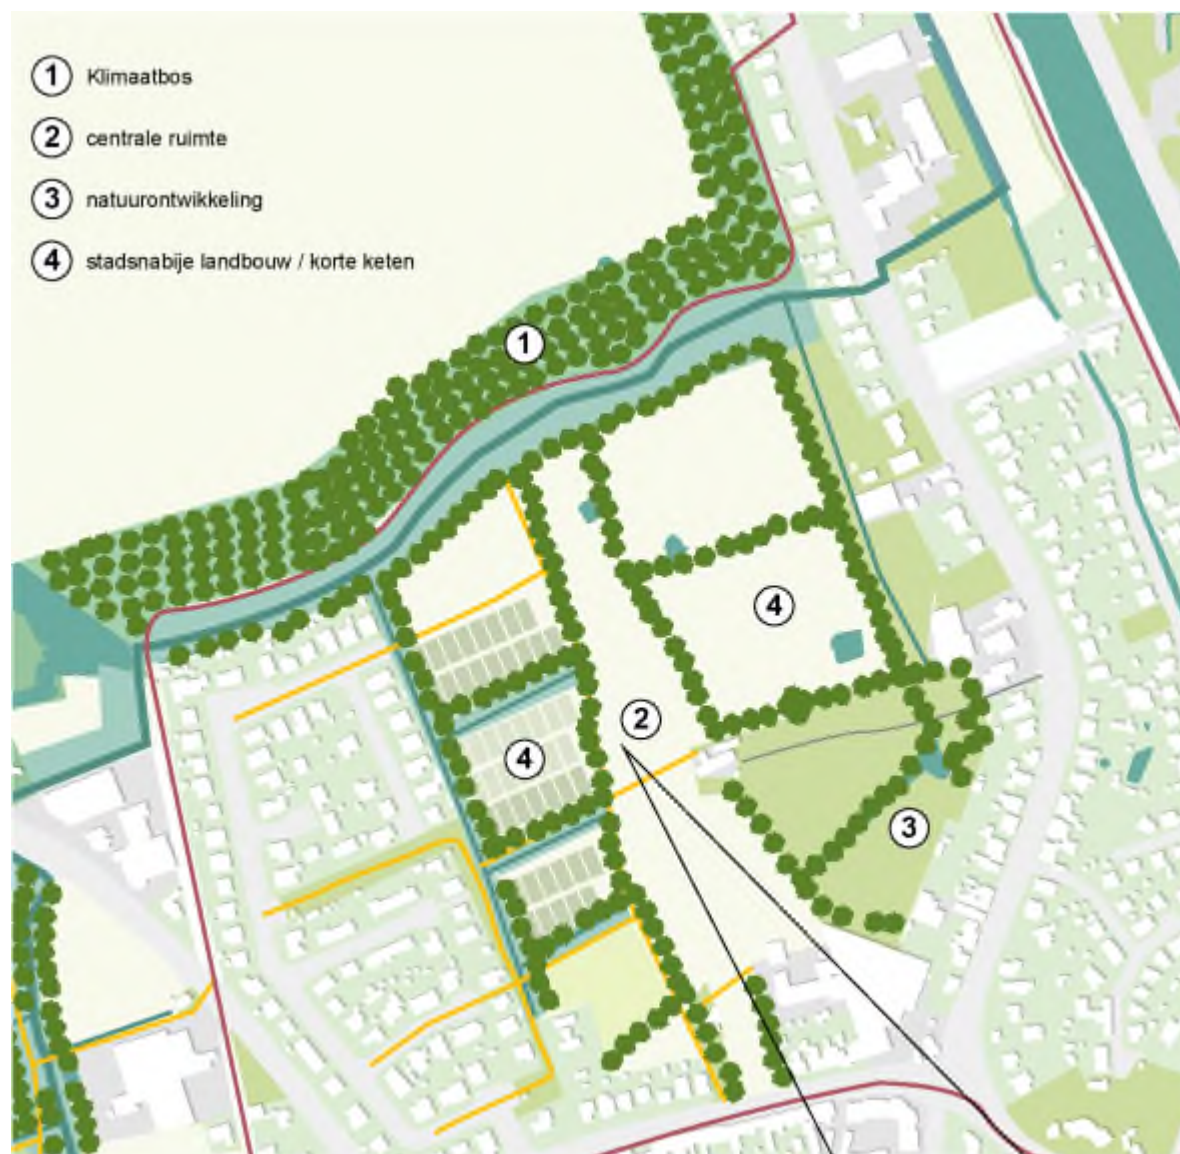 1 Klimaatbos
2 centrale ruimte
3 natuurontwikkeling
4 stadsnabije landbouw / korte keten
1
4
2
4
3